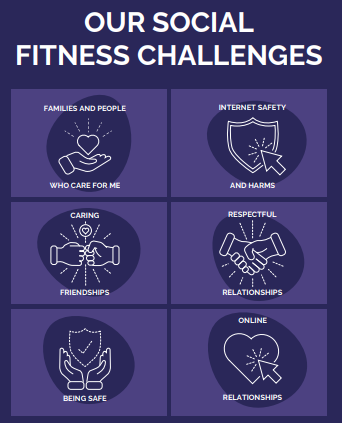 OUR SOCIAL
FITNESS CHALLENGES
FAMILIES AND PEOPLE
WHO CARE FOR ME
INTERNET SAFETY
AND HARMS
CARING
FRIENDSHIPS
RESPECTFUL
RELATIONSHIPS
BEING SAFE
ONLINE
RELATIONSHIPS